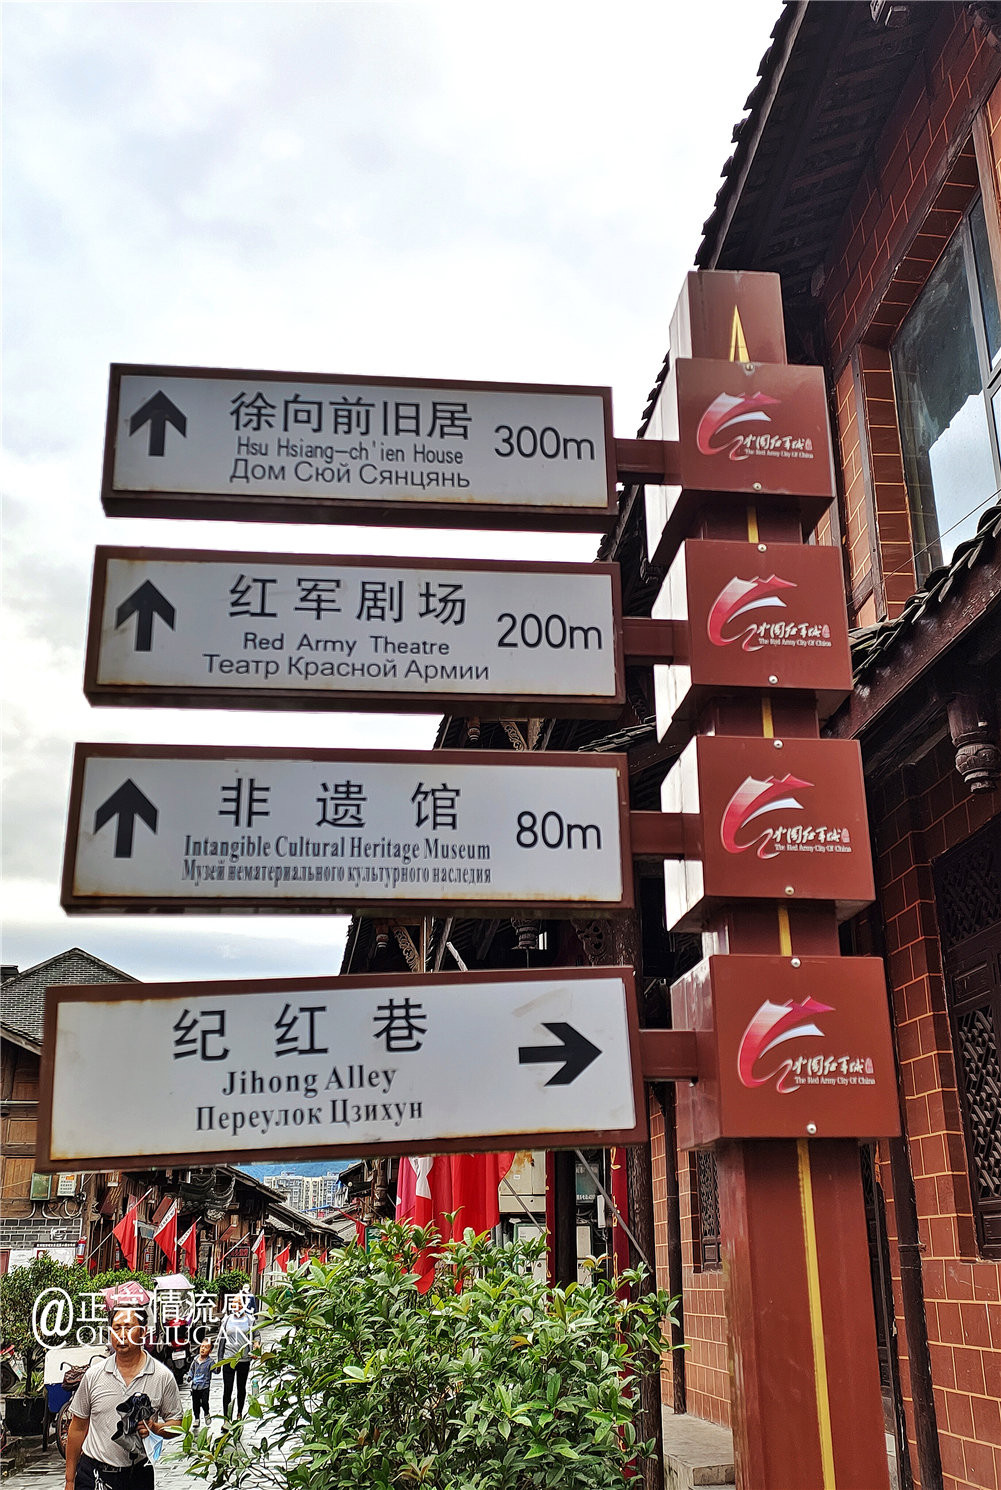 徐向前旧居
300m
Hsu Hsiang-ch'ien House
Дом Сюй Сянцянь
中国红军城
The Red Army City Of China
红军剧场
200m
Red Army Theatre
Театр Красной Армии
中国红军城
The Red Army City Of China
非遗馆
80m
Intangible Cultural Heritage Museum
Музей нематериального культурного наследия
中国红军城
The Red Army City Of China
纪红巷
Jihong Alley
Переулок Цзихун
中国红军城
The Red Army City Of China
@正宗情流感
QINGLIUGAN